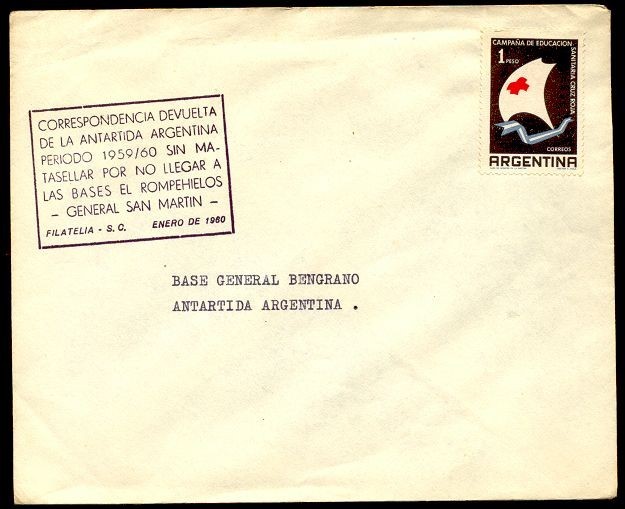 CORRESPONDENCIA DEVUELTA
DE LA ANTARTIDA ARGENTINA
PERIODO 1959/60 SIN MA-
TASELLAR POR NO LLEGAR A
LAS BASES EL ROMPEHIELOS
- GENERAL SAN MARTIN -
FILATELIA - S. C. ENERO DE 1960
CAMPAÑA DE EDUCACION
SANITARIA CRUZ ROJA
1 PESO
CORREOS
ARGENTINA
BASE GENERAL BENGRANO
ANTARTIDA ARGENTINA .